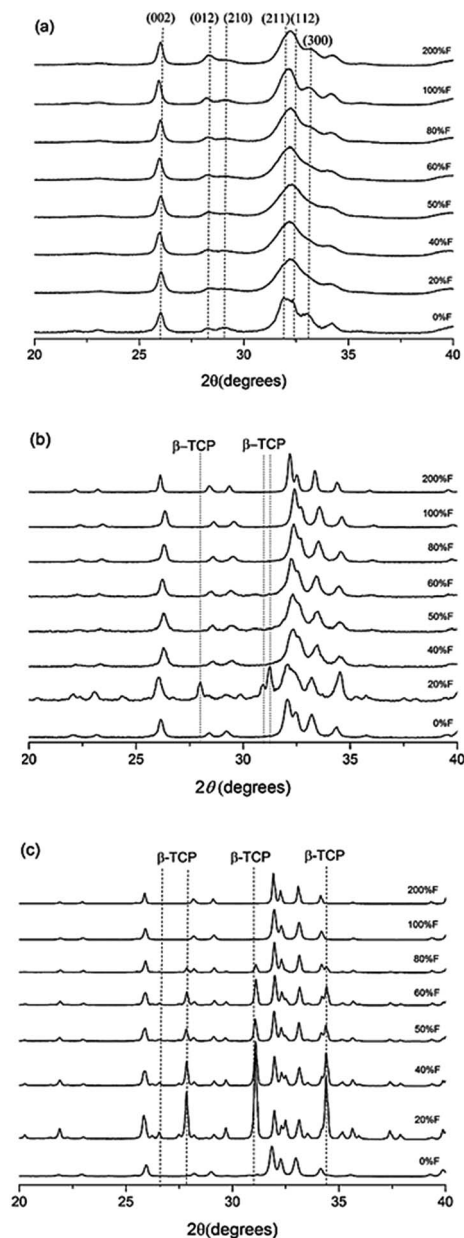 (a)
(002) (012) (210) (211) (112)
(300)
200%F
100%F
80%F
60%F
50%F
40%F
20%F
0%F
20 25 30 35 40
2θ(degrees)
(b)
β–TCP β–TCP
200%F
100%F
80%F
60%F
50%F
40%F
20%F
0%F
20 25 30 35 40
2θ(degrees)
(c)
β-TCP β-TCP β-TCP
200%F
100%F
80%F
60%F
50%F
40%F
20%F
0%F
20 25 30 35 40
2θ(degrees)